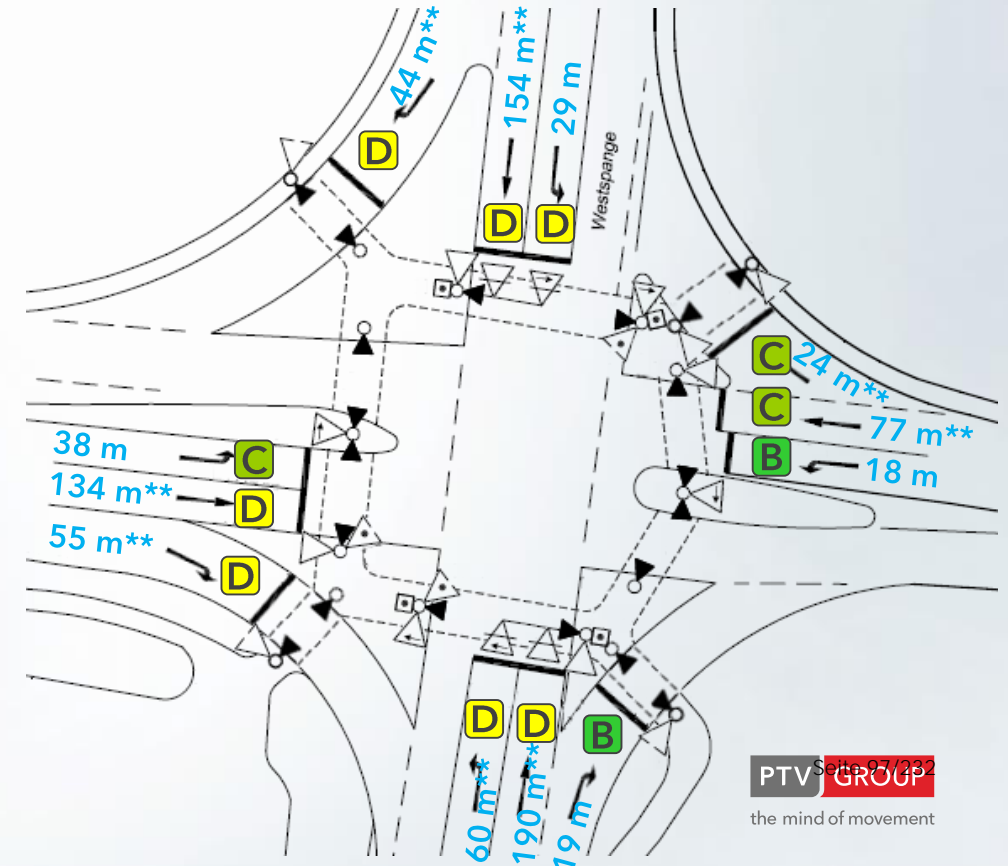 44 m**
154 m**
29 m
D
D
D
Westspange
C
24 m**
C
77 m**
B
18 m
38 m
C
134 m**
D
55 m**
D
D
D
B
60 m**
190 m**
19 m
Seite 97/232
PTV GROUP
the mind of movement